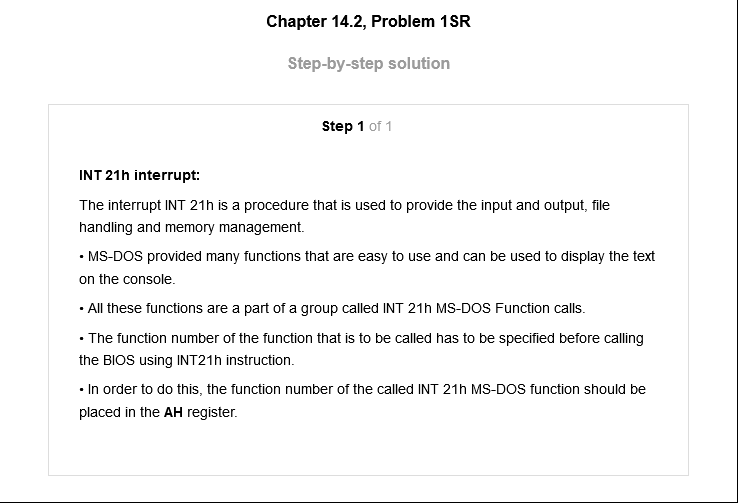 Chapter 14.2, Problem 1SR
Step-by-step solution
Step 1 of 1
INT 21h interrupt:
The interrupt INT 21h is a procedure that is used to provide the input and output, file
handling and memory management.
• MS-DOS provided many functions that are easy to use and can be used to display the text
on the console.
• All these functions are a part of a group called INT 21h MS-DOS Function calls.
• The function number of the function that is to be called has to be specified before calling
the BIOS using INT21h instruction.
• In order to do this, the function number of the called INT 21h MS-DOS function should be
placed in the AH register.